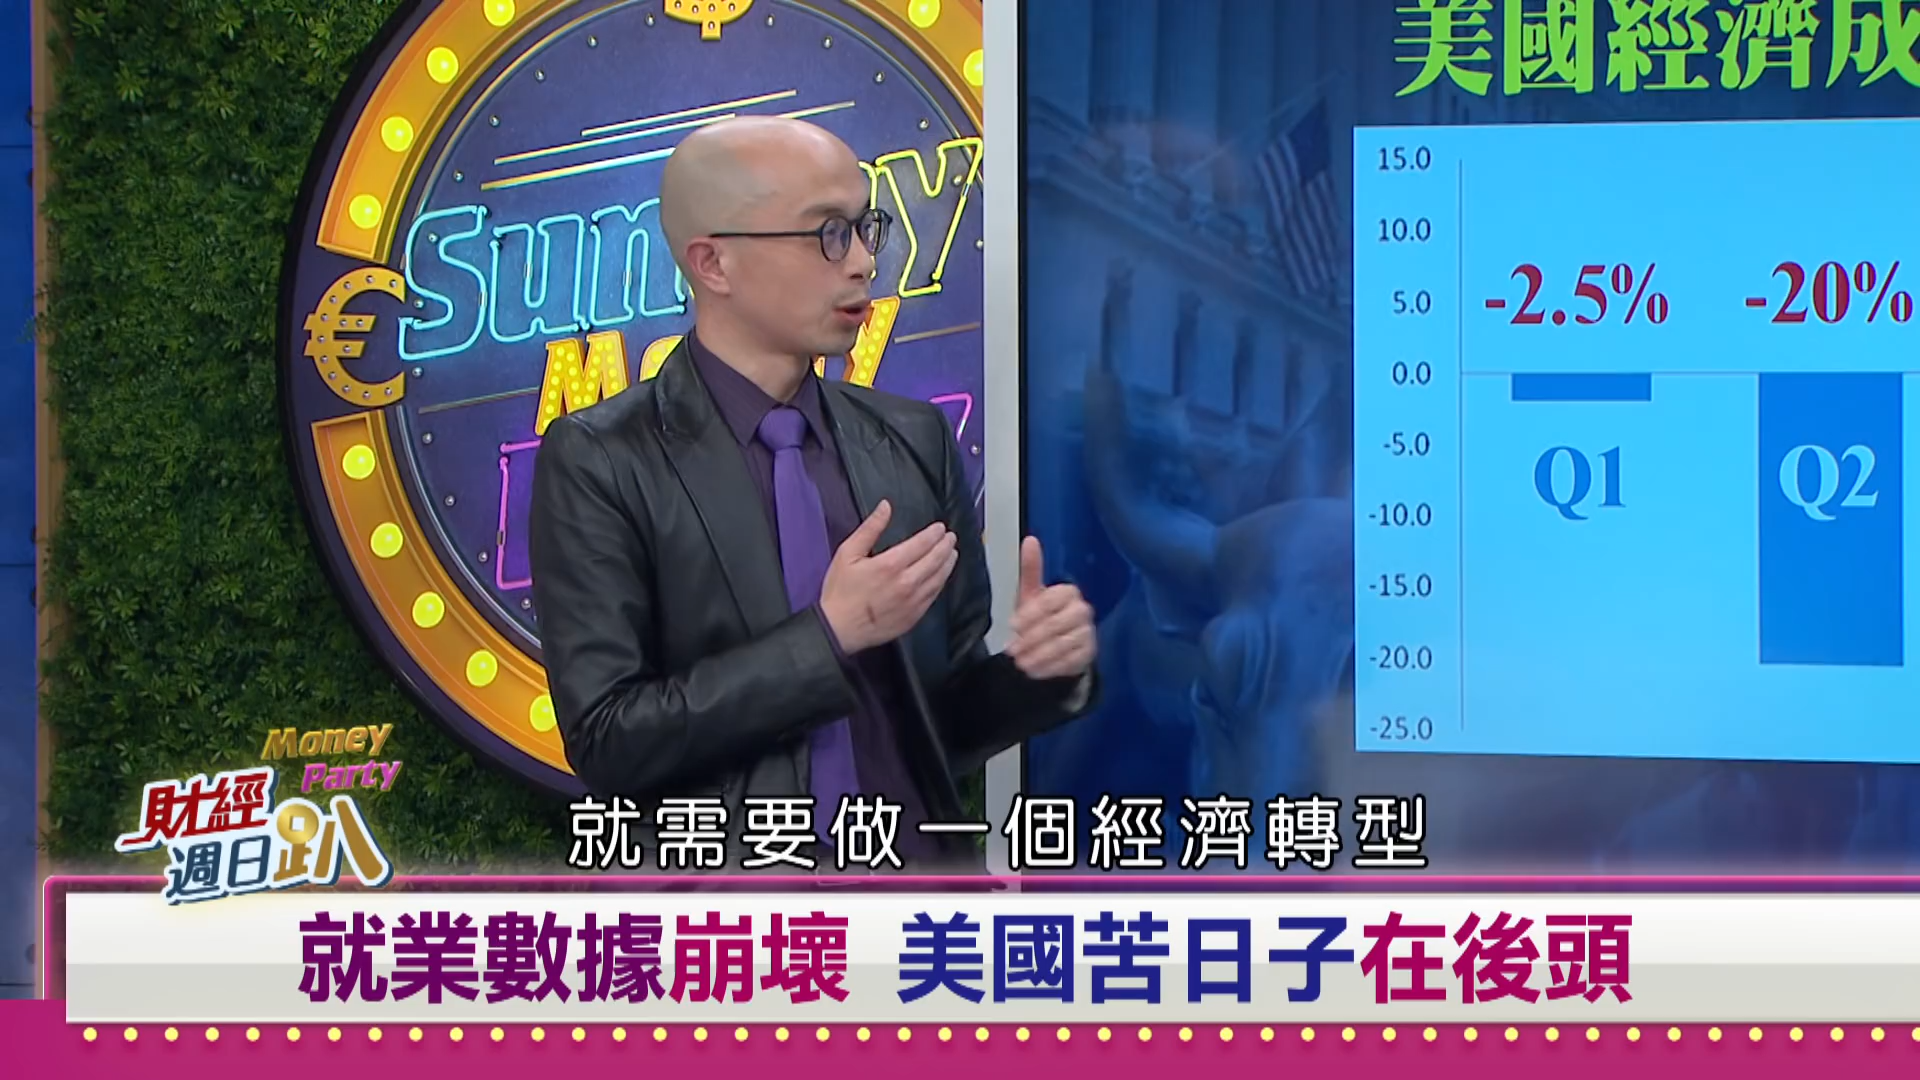 美國經濟成
15.0
10.0
5.0
0.0
-5.0
-10.0
-15.0
-20.0
-25.0
-2.5% -20%
Q1 Q2
€
Money
Party
財經
週日趴
就需要做一個經濟轉型
就業數據崩壞 美國苦日子在後頭